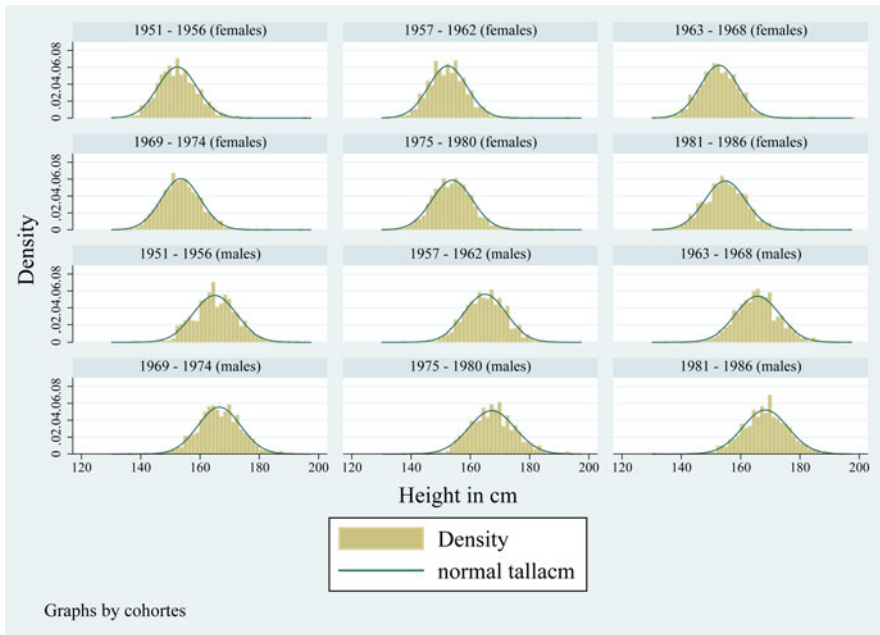 1951 - 1956 (females) 1957 - 1962 (females) 1963 - 1968 (females)
0 .02.04.06.08
1969 - 1974 (females) 1975 - 1980 (females) 1981 - 1986 (females)
0 .02.04.06.08
1951 - 1956 (males) 1957 - 1962 (males) 1963 - 1968 (males)
0 .02.04.06.08
1969 - 1974 (males) 1975 - 1980 (males) 1981 - 1986 (males)
0 .02.04.06.08
Density
120 140 160 180 200 120 140 160 180 200 120 140 160 180 200
Height in cm
Density
normal tallacm
Graphs by cohortes